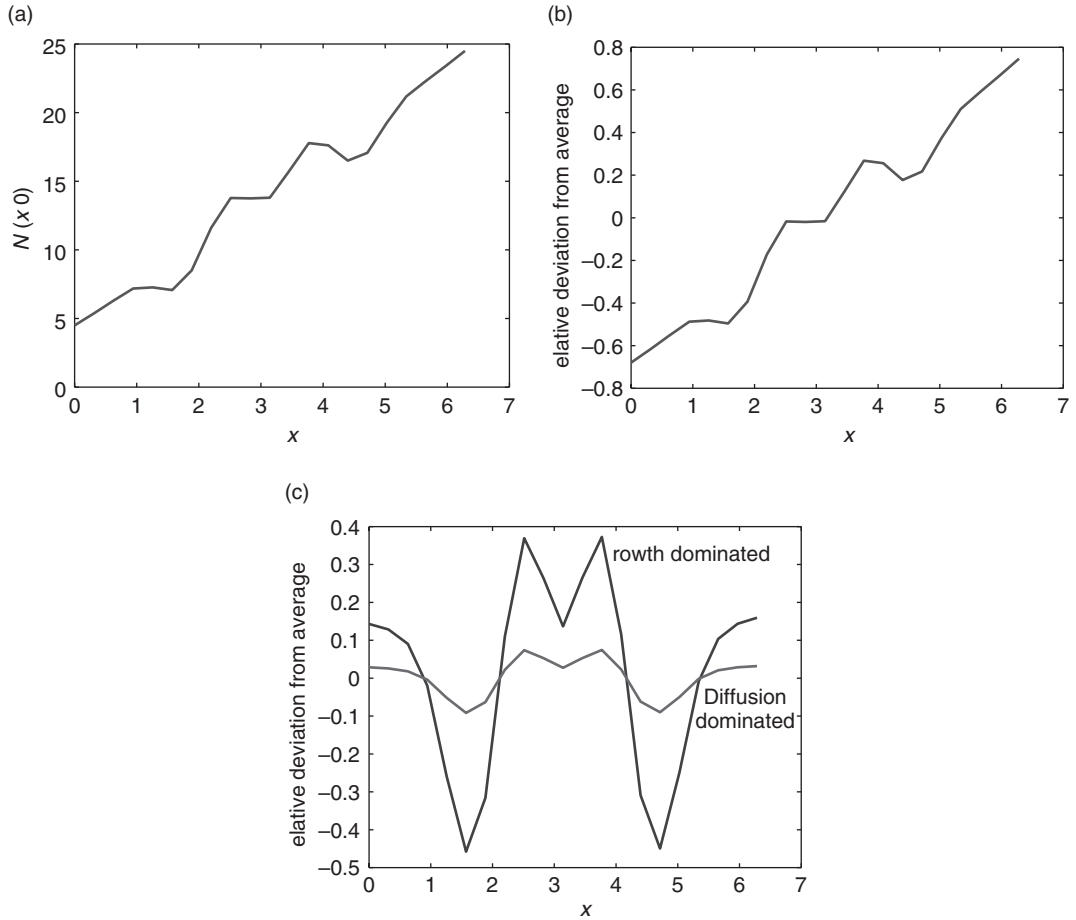 (a)
25
20
15
10
5
0
N (x 0)
0 1 2 3 4 5 6 7
x
(b)
0.8
0.6
0.4
0.2
0
−0.2
−0.4
−0.6
−0.8
elative deviation from average
0 1 2 3 4 5 6 7
x
(c)
0.4
0.3
0.2
0.1
0
−0.1
−0.2
−0.3
−0.4
−0.5
elative deviation from average
rowth dominated
Diffusion
dominated
0 1 2 3 4 5 6 7
x